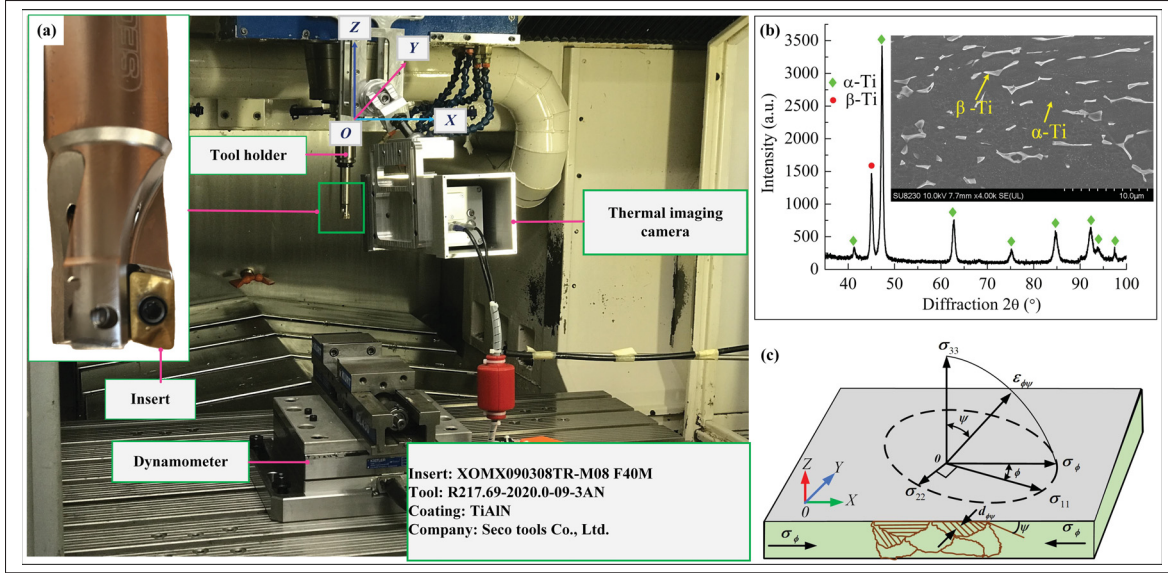 (a)
SECO
Z
Y
O
X
Tool holder
Thermal imaging
camera
Insert
Dynamometer
Insert: XOMX090308TR-M08 F40M
Tool: R217.69-2020.0-09-3AN
Coating: TiAlN
Company: Seco tools Co., Ltd.
(b)
Intensity (a.u.)
3500
3000
2500
2000
1500
1000
500
0
α-Ti
β-Ti
β -Ti
α-Ti
SU8230 10.0kV 7.7mm x4.00k SE(UL)
10.0μm
40
50
60
70
80
90
100
Diffraction 2θ (°)
(c)
σ33
εϕψ
ψ
0
ϕ
σϕ
σ22
σ11
Z
Y
0
X
dϕψ
ψ
σϕ
σϕ